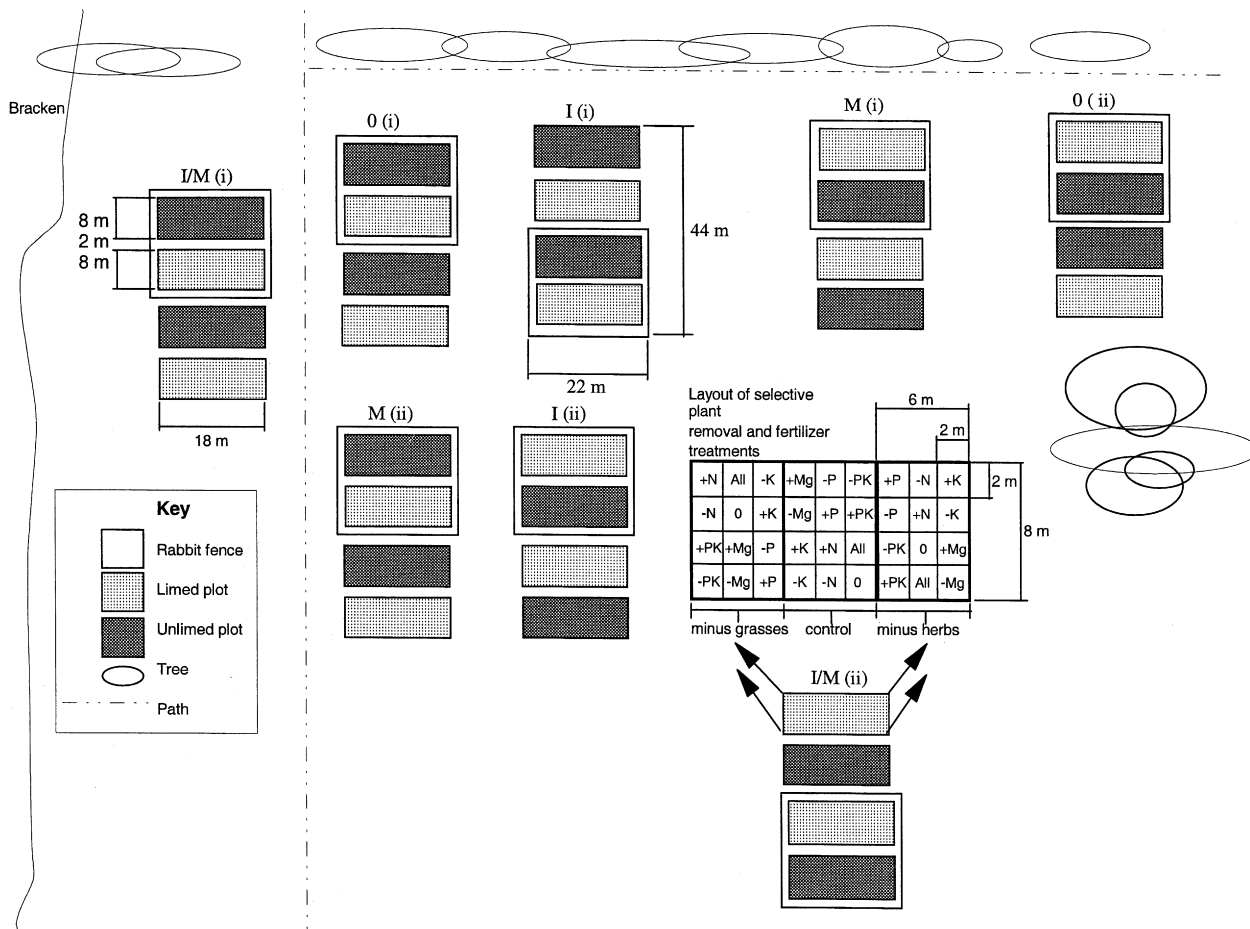 Bracken
0 (i)
I (i)
M (i)
0 ( ii)
I/M (i)
8 m
2 m
8 m
44 m
18 m
22 m
M (ii)
I (ii)
Layout of selective
plant
removal and fertilizer
treatments
6 m
2 m
+N All -K +Mg -P -PK +P -N +K
-N 0 +K -Mg +P +PK -P +N -K
+PK +Mg -P +K +N All -PK 0 +Mg
-PK -Mg +P -K -N 0 +PK All -Mg
2 m
8 m
minus grasses control minus herbs
I/M (ii)
Key
Rabbit fence
Limed plot
Unlimed plot
Tree
Path